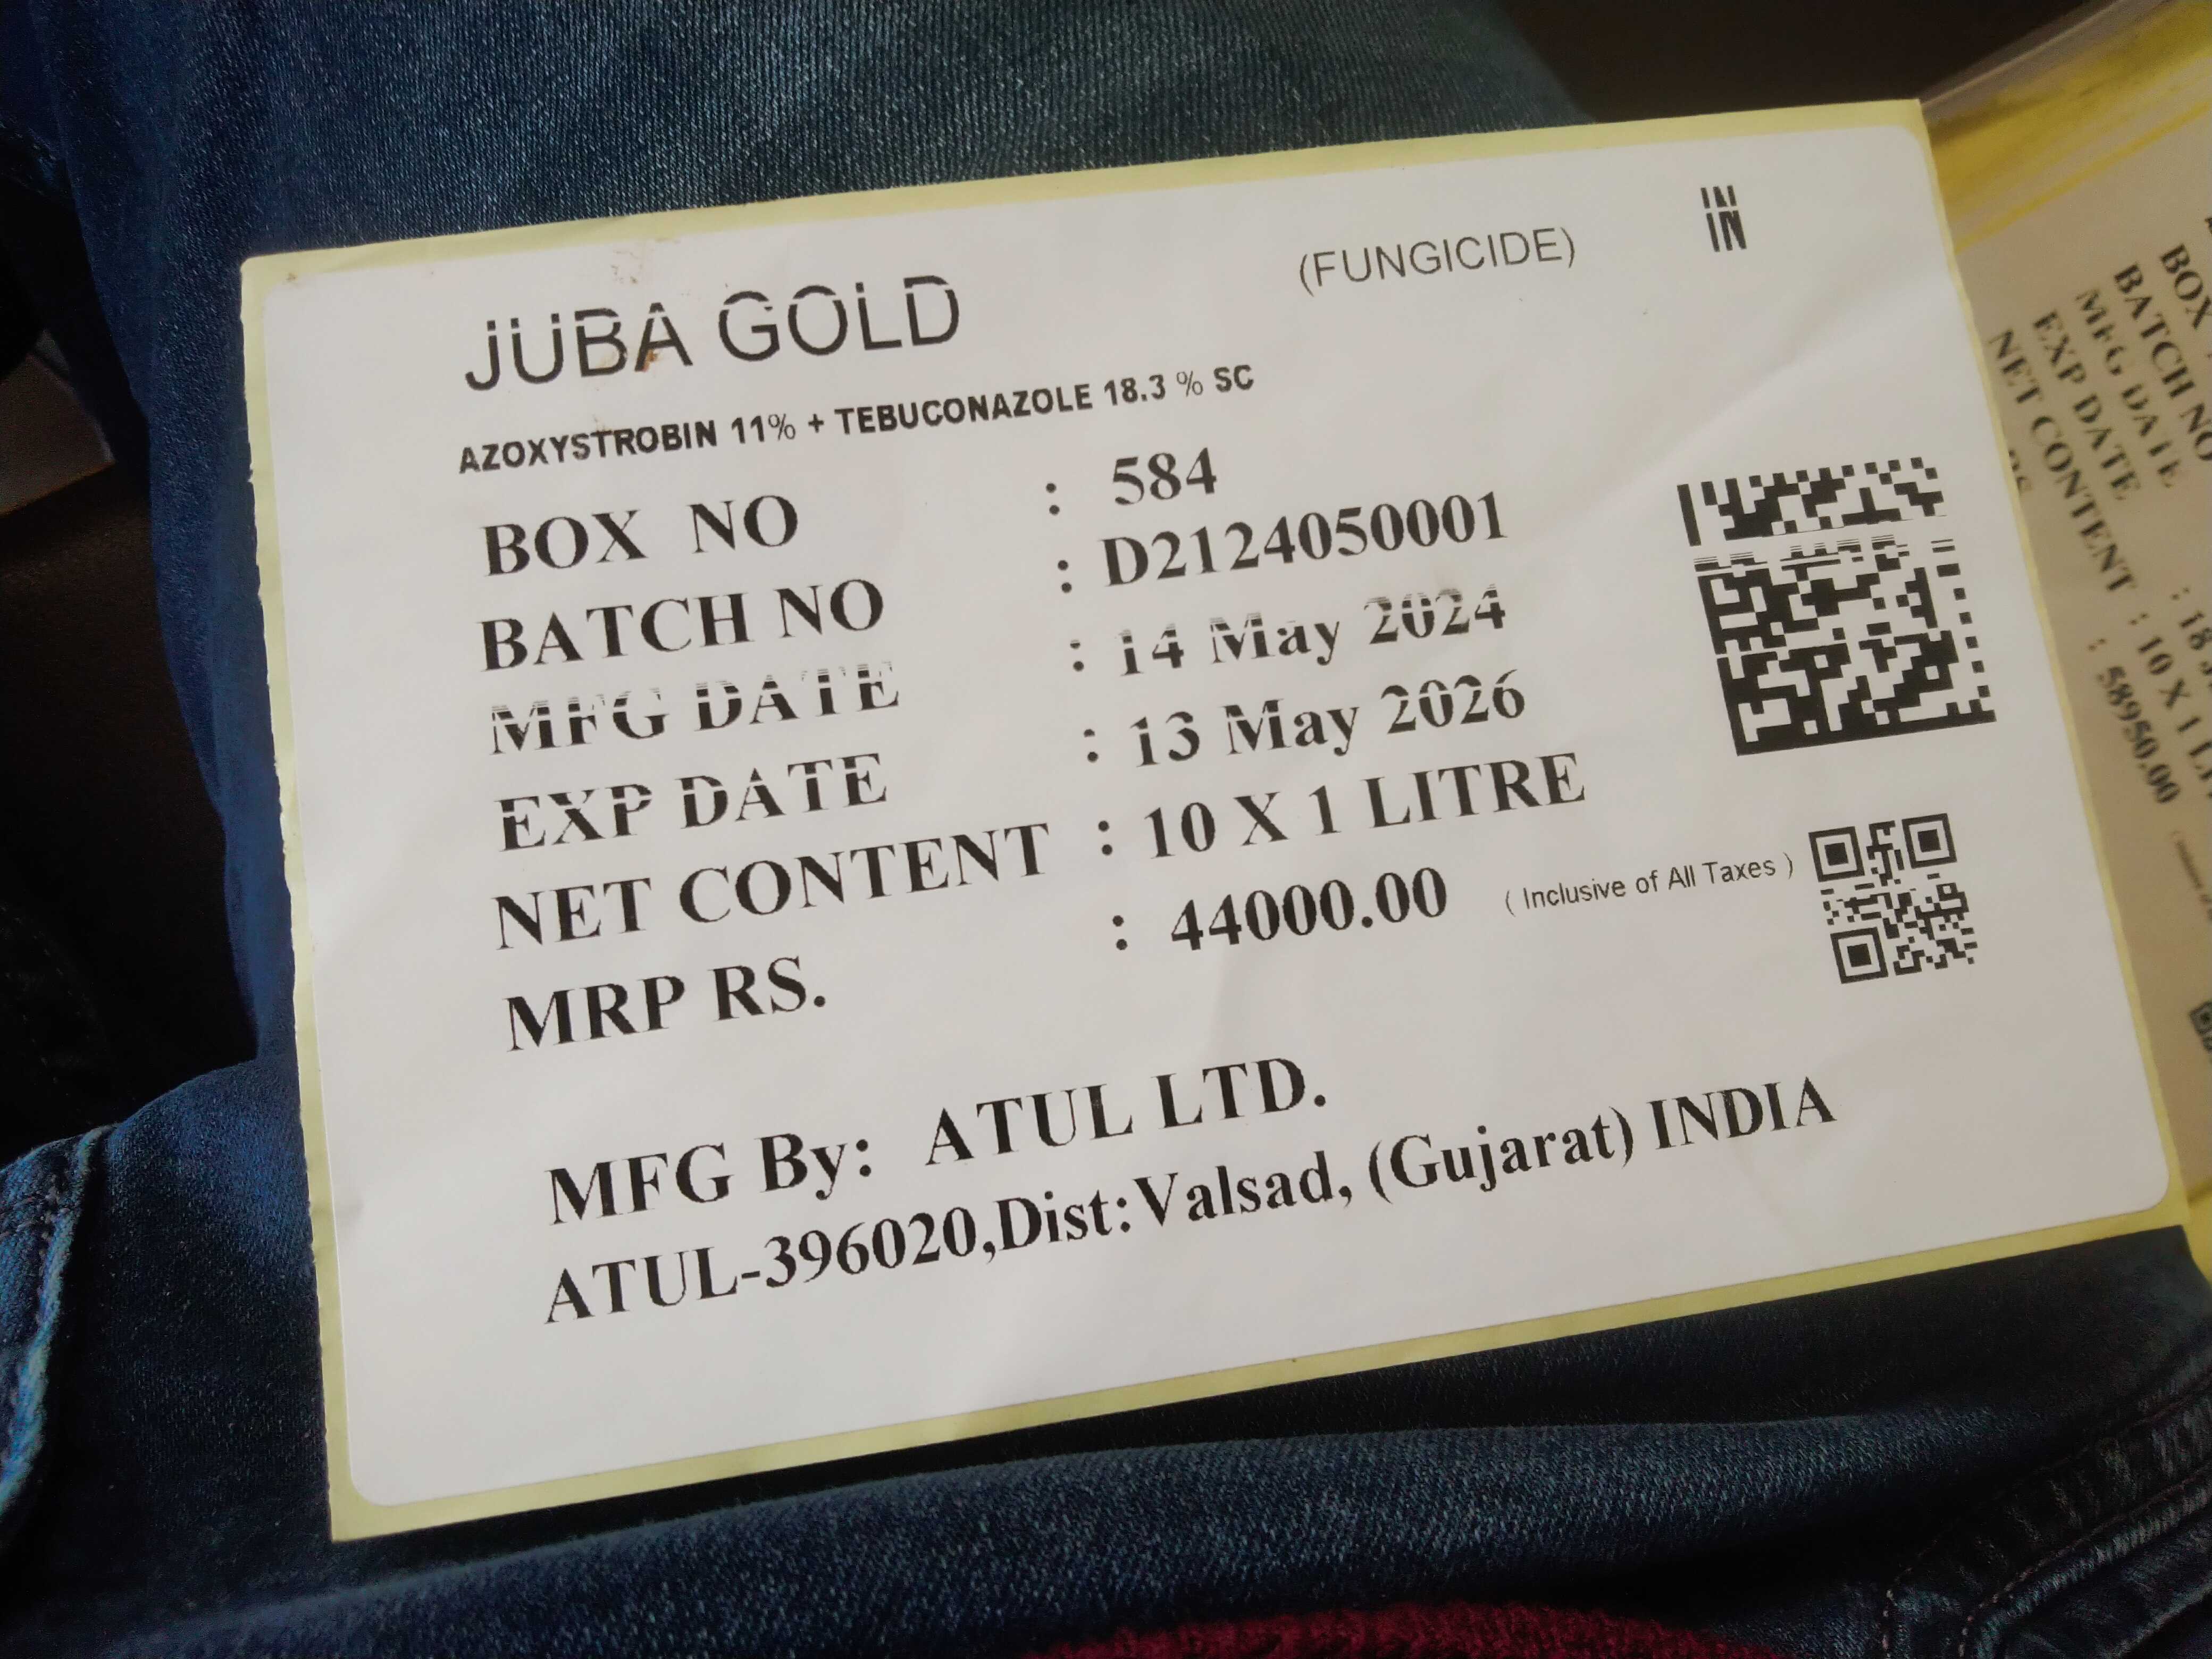 JUBA GOLD (FUNGICIDE) IN
AZOXYSTROBIN 11% + TEBUCONAZOLE 18.3 % SC
BOX NO : 584
BATCH NO : D2124050001
MFG DATE : 14 May 2024
EXP DATE : 13 May 2026
NET CONTENT : 10 X 1 LITRE
MRP RS. : 44000.00 ( Inclusive of All Taxes )
MFG By: ATUL LTD.
ATUL-396020,Dist:Valsad, (Gujarat) INDIA
BOX
BATCH NO
MFG DATE
EXP DATE : 18
NET CONTENT : 10 X 1
: 58950.00